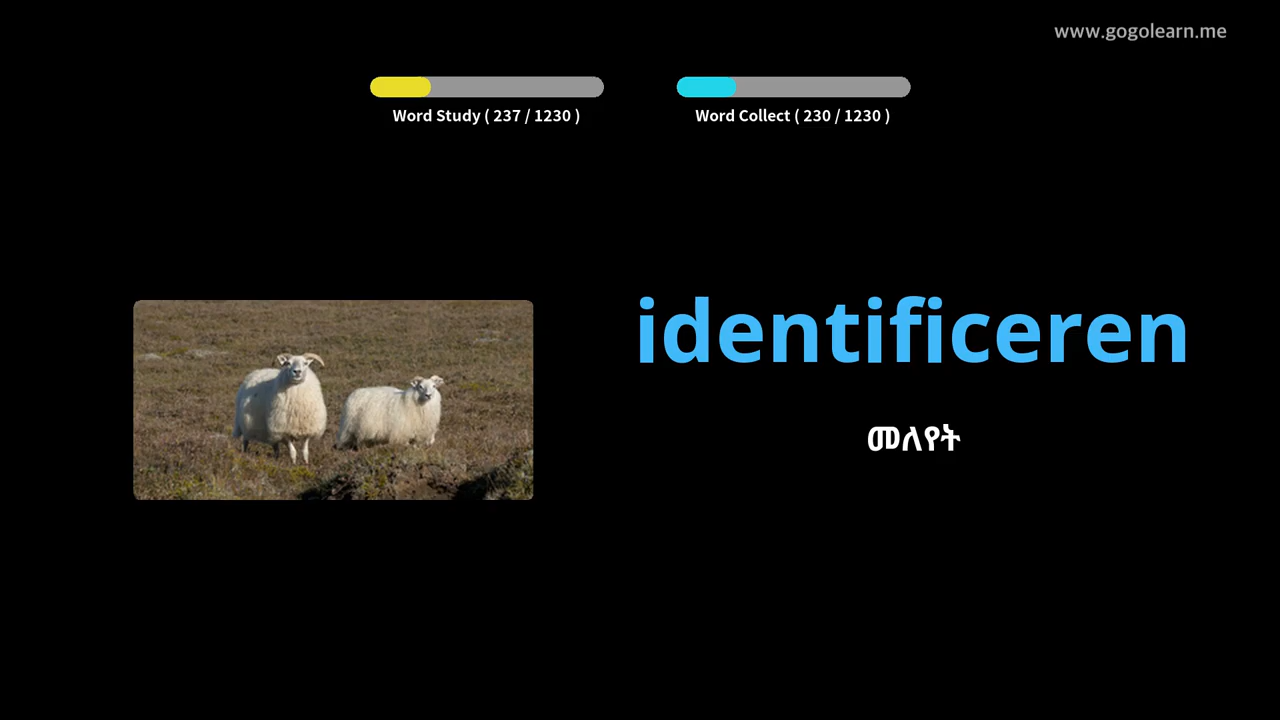 www.gogolearn.me
Word Study ( 237 / 1230 )
Word Collect ( 230 / 1230 )
identificeren
መለየት